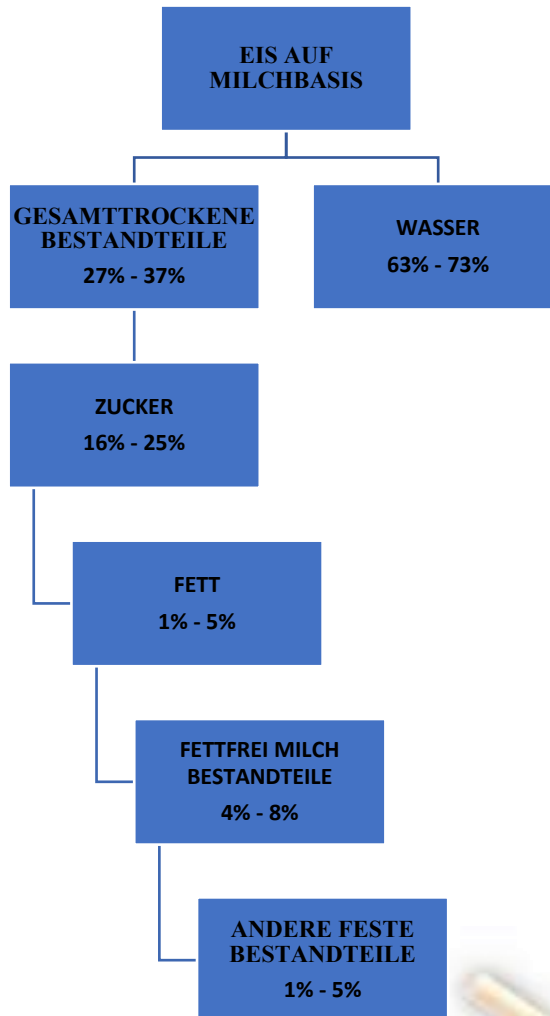 EIS AUF
MILCHBASIS
GESAMTTROCKENE
BESTANDTEILE
27% - 37%
WASSER
63% - 73%
ZUCKER
16% - 25%
FETT
1% - 5%
FETTFREI MILCH
BESTANDTEILE
4% - 8%
ANDERE FESTE
BESTANDTEILE
1% - 5%